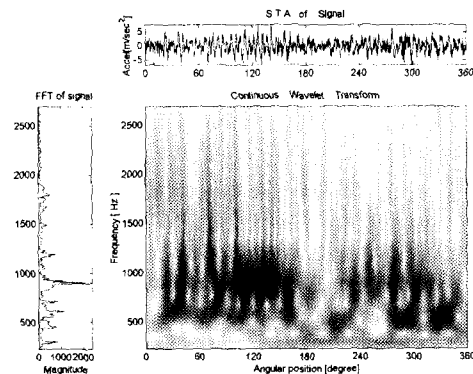 S T A of Signal
Accel[m/sec²]
5
0
-5
0 60 120 180 240 300 360
FFT of signal
Continuous Wavelet Transform
2500
2000
1500
1000
500
0 1000 2000
Magnitude
Frequency [ Hz ]
2500
2000
1500
1000
500
0 60 120 180 240 300 360
Angular position [degree]